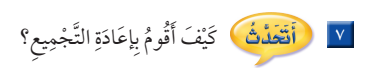 ٧ أَتَحَدَّثُ كَيْفَ أَقُومُ بِإِعَادَةِ التَّجْمِيعِ؟